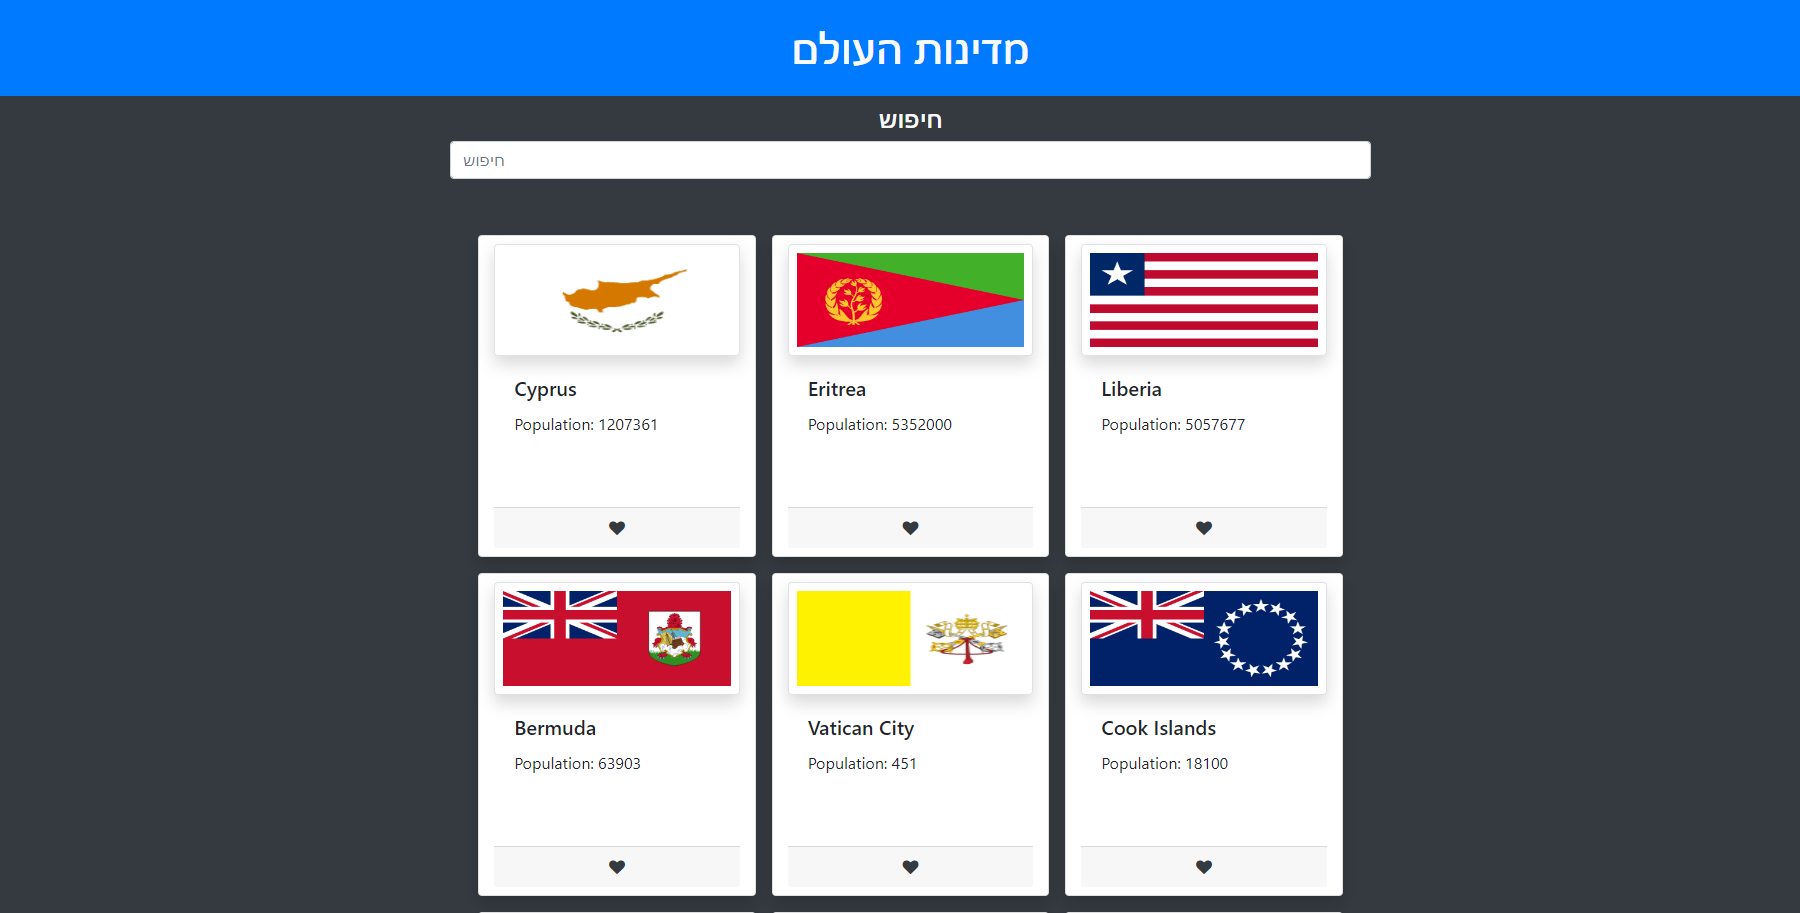 מדינות העולם
חיפוש
חיפוש
Cyprus
Population: 1207361
Eritrea
Population: 5352000
Liberia
Population: 5057677
Bermuda
Population: 63903
Vatican City
Population: 451
Cook Islands
Population: 18100